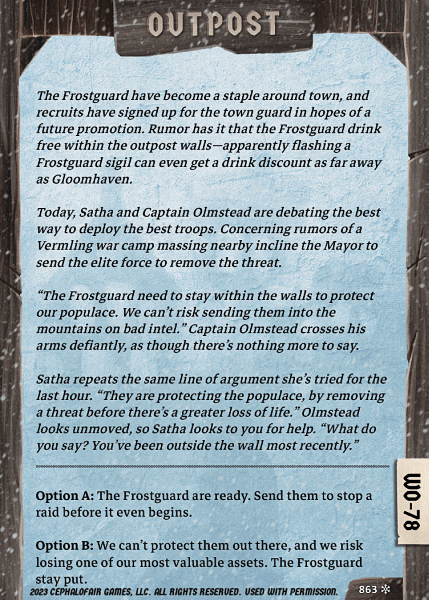 OUTPOST
The Frostguard have become a staple around town, and
recruits have signed up for the town guard in hopes of a
future promotion. Rumor has it that the Frostguard drink
free within the outpost walls—apparently flashing a
Frostguard sigil can even get a drink discount as far away
as Gloomhaven.
Today, Satha and Captain Olmstead are debating the best
way to deploy the best troops. Concerning rumors of a
Vermling war camp massing nearby incline the Mayor to
send the elite force to remove the threat.
“The Frostguard need to stay within the walls to protect
our populace. We can’t risk sending them into the
mountains on bad intel.” Captain Olmstead crosses his
arms defiantly, as though there’s nothing more to say.
Satha repeats the same line of argument she’s tried for the
last hour. “They are protecting the populace, by removing
a threat before there’s a greater loss of life.” Olmstead
looks unmoved, so Satha looks to you for help. “What do
you say? You’ve been outside the wall most recently.”
Option A: The Frostguard are ready. Send them to stop a
raid before it even begins.
Option B: We can’t protect them out there, and we risk
losing one of our most valuable assets. The Frostguard
stay put.
WO-78
2023 CEPHALOFAIR GAMES, LLC. ALL RIGHTS RESERVED. USED WITH PERMISSION.
863